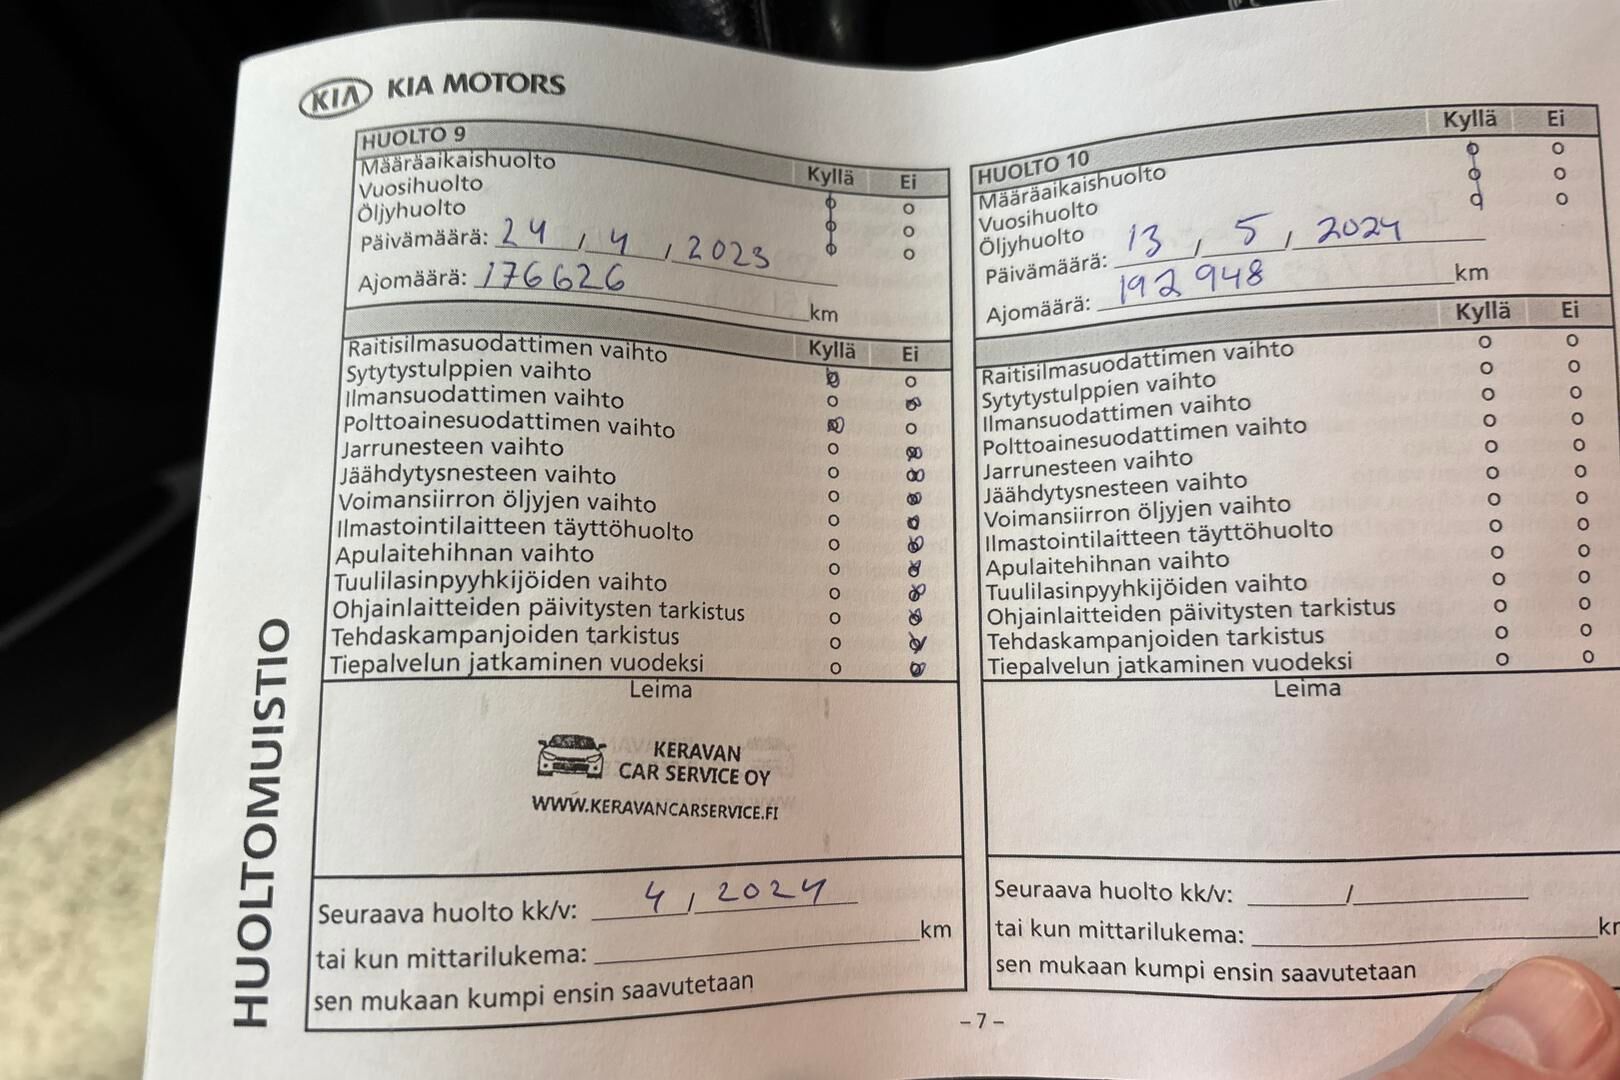 KIA KIA MOTORS
HUOLTO 9
Kyllä Ei
Määräaikaishuolto
Vuosihuolto
Öljyhuolto
Päivämäärä: 24 / 4 / 2023
Ajomäärä: 176626 km
Kyllä Ei
Raitisilmasuodattimen vaihto
Sytytystulppien vaihto
Ilmansuodattimen vaihto
Polttoainesuodattimen vaihto
Jarrunesteen vaihto
Jäähdytysnesteen vaihto
Voimansiirron öljyjen vaihto
Ilmastointilaitteen täyttöhuolto
Apulaitehihnan vaihto
Tuulilasinpyyhkijöiden vaihto
Ohjainlaitteiden päivitysten tarkistus
Tehdaskampanjoiden tarkistus
Tiepalvelun jatkaminen vuodeksi
Leima
KERAVAN
CAR SERVICE OY
WWW.KERAVANCARSERVICE.FI
Seuraava huolto kk/v: 4 / 2024
tai kun mittarilukema: km
sen mukaan kumpi ensin saavutetaan
HUOLTO 10
Kyllä Ei
Määräaikaishuolto
Vuosihuolto
Öljyhuolto
Päivämäärä: 13 / 5 / 2024
Ajomäärä: 192 948 km
Kyllä Ei
Raitisilmasuodattimen vaihto
Sytytystulppien vaihto
Ilmansuodattimen vaihto
Polttoainesuodattimen vaihto
Jarrunesteen vaihto
Jäähdytysnesteen vaihto
Voimansiirron öljyjen vaihto
Ilmastointilaitteen täyttöhuolto
Apulaitehihnan vaihto
Tuulilasinpyyhkijöiden vaihto
Ohjainlaitteiden päivitysten tarkistus
Tehdaskampanjoiden tarkistus
Tiepalvelun jatkaminen vuodeksi
Leima
Seuraava huolto kk/v: /
tai kun mittarilukema:
sen mukaan kumpi ensin saavutetaan
HUOLTOMUISTIO
– 7 –